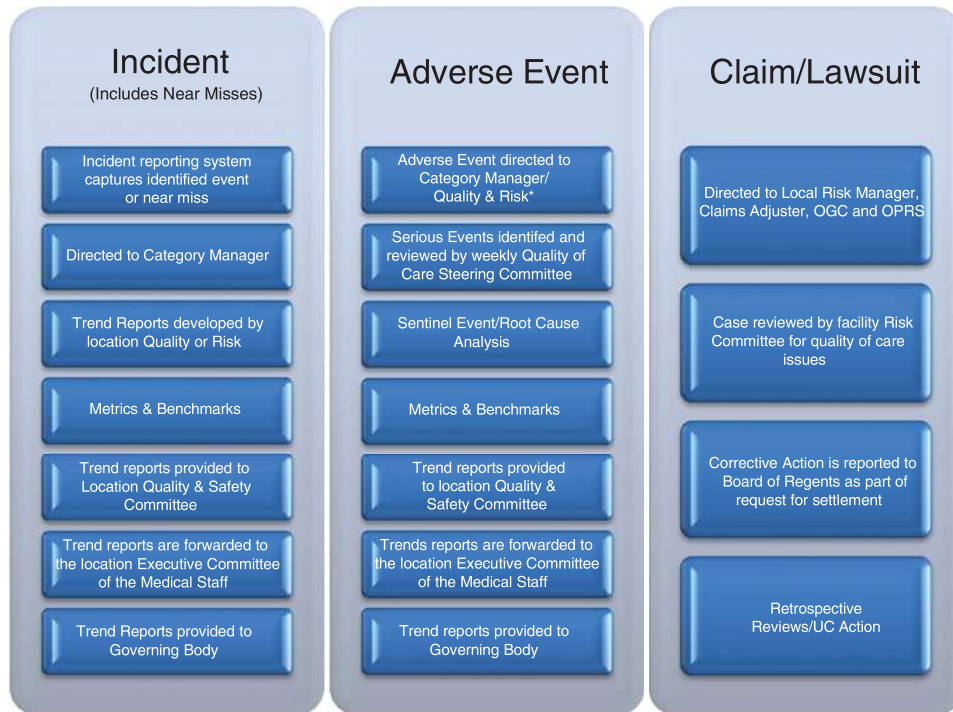 Incident
(Includes Near Misses)
Incident reporting system
captures identified event
or near miss
Directed to Category Manager
Trend Reports developed by
location Quality or Risk
Metrics & Benchmarks
Trend reports provided to
Location Quality & Safety
Committee
Trend reports are forwarded to
the location Executive Committee
of the Medical Staff
Trend Reports provided to
Governing Body
Adverse Event
Adverse Event directed to
Category Manager/
Quality & Risk*
Serious Events identifed and
reviewed by weekly Quality of
Care Steering Committee
Sentinel Event/Root Cause
Analysis
Metrics & Benchmarks
Trend reports provided
to location Quality &
Safety Committee
Trends reports are forwarded to
the location Executive Committee
of the Medical Staff
Trend reports provided to
Governing Body
Claim/Lawsuit
Directed to Local Risk Manager,
Claims Adjuster, OGC and OPRS
Case reviewed by facility Risk
Committee for quality of care
issues
Corrective Action is reported to
Board of Regents as part of
request for settlement
Retrospective
Reviews/UC Action